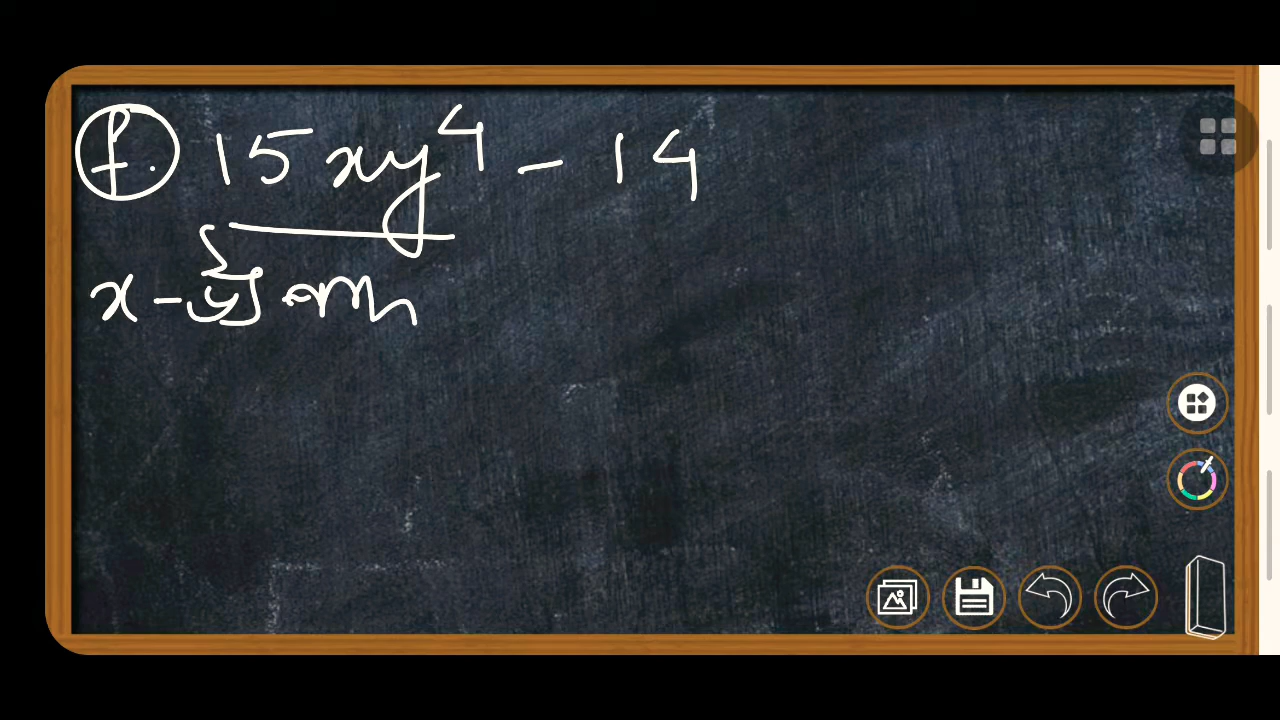 f. 15xy⁴ - 14
x -